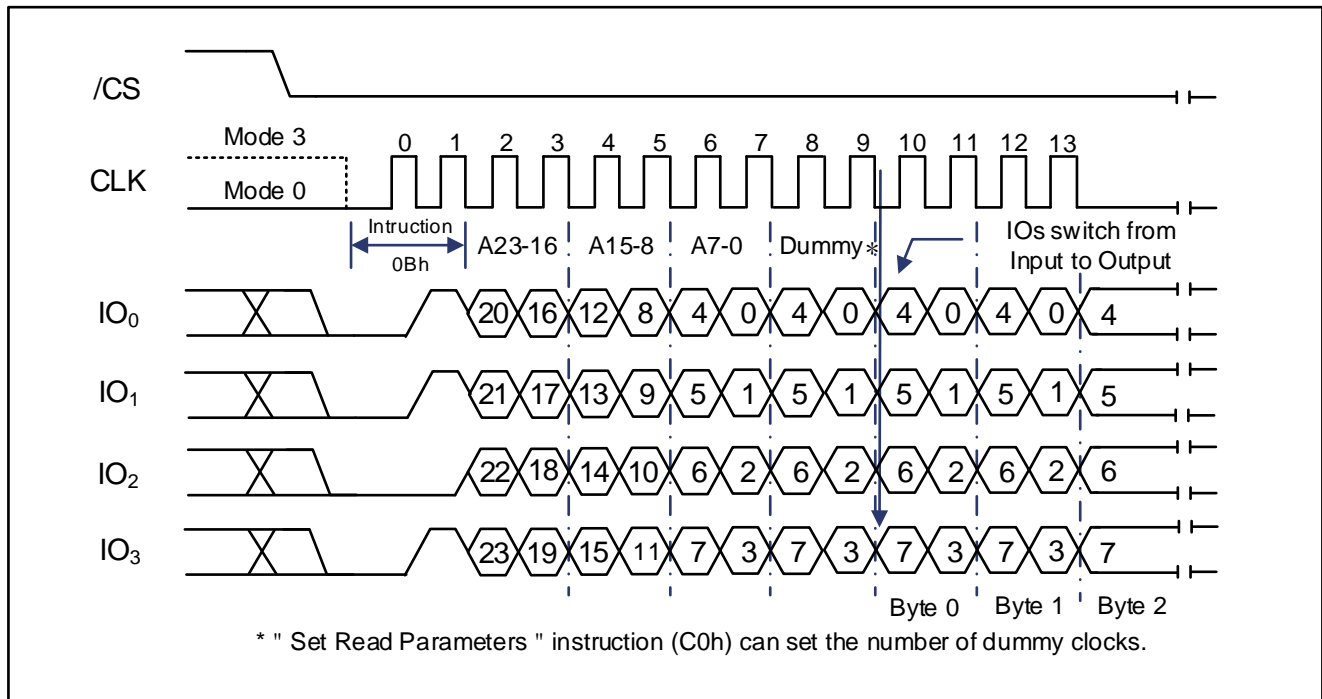 /CS
Mode 3
0 1 2 3 4 5 6 7 8 9 10 11 12 13
CLK
Mode 0
Intruction
0Bh
A23-16
A15-8
A7-0
Dummy*
IOs switch from
Input to Output
IO0 20 16 12 8 4 0 4 0 4 0 4 0 4
IO1 21 17 13 9 5 1 5 1 5 1 5 1 5
IO2 22 18 14 10 6 2 6 2 6 2 6 2 6
IO3 23 19 15 11 7 3 7 3 7 3 7 3 7
Byte 0 Byte 1 Byte 2
* " Set Read Parameters " instruction (C0h) can set the number of dummy clocks.